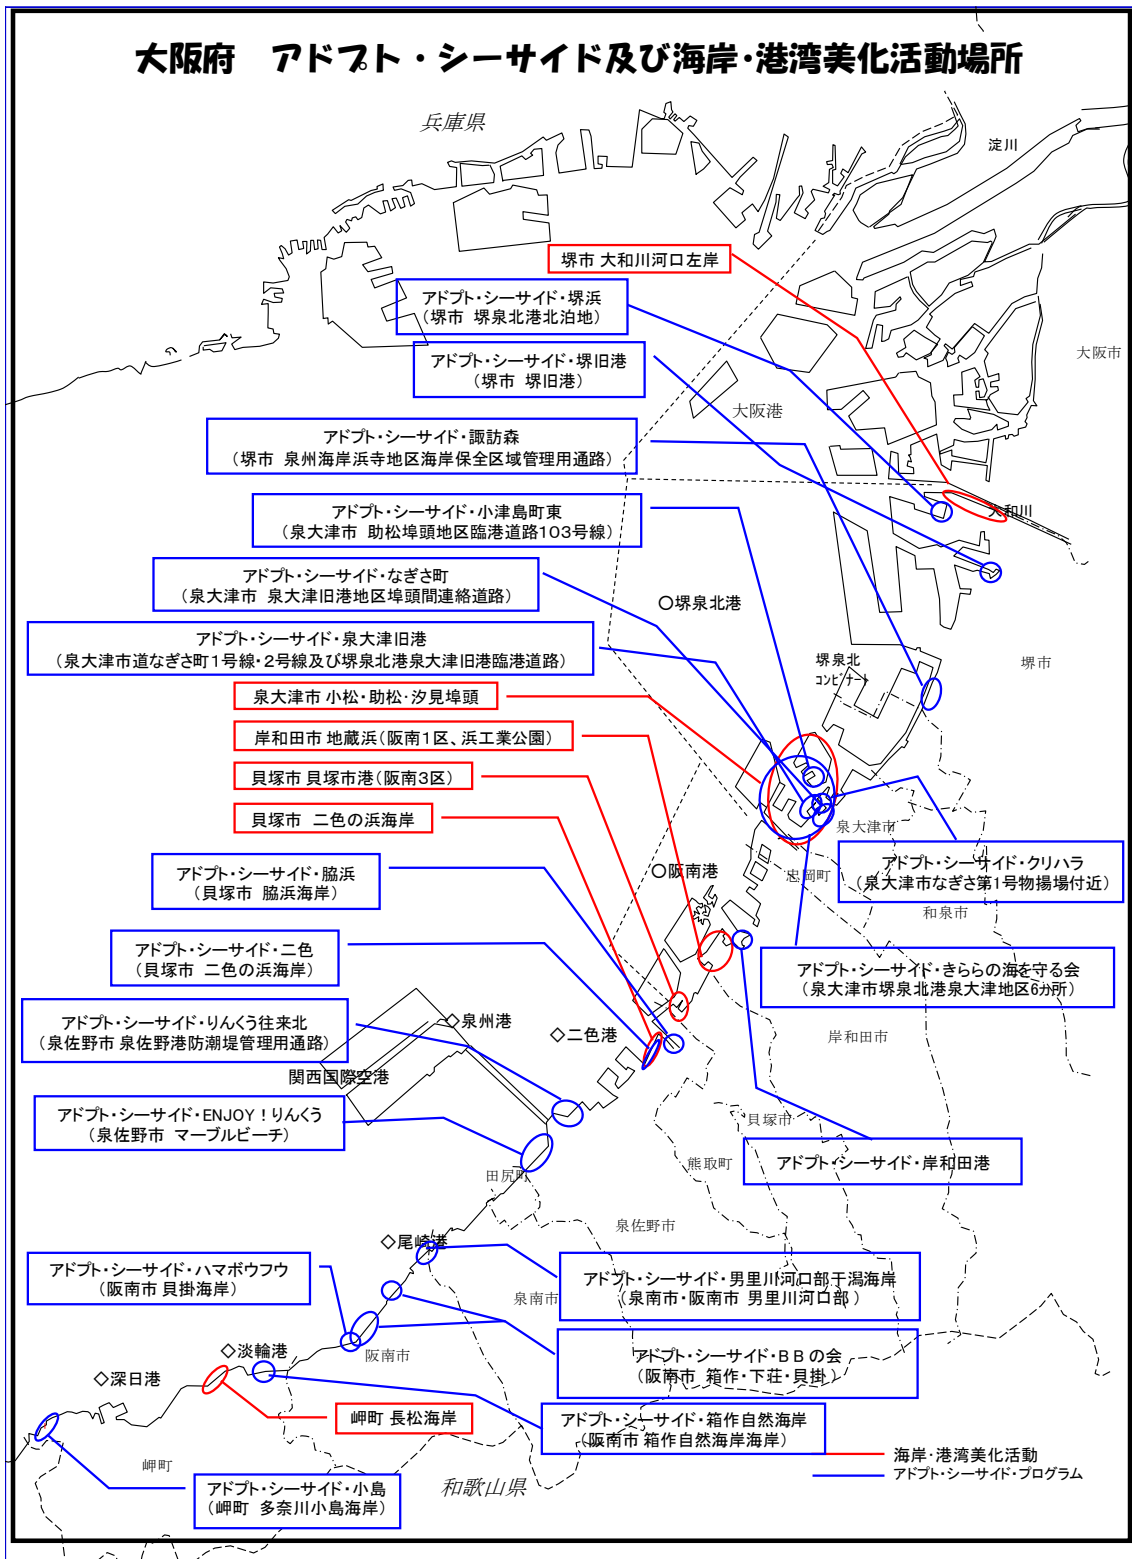 大阪府　アドプト・シーサイド及び海岸・港湾美化活動場所
兵庫県
淀川
堺市 大和川河口左岸
アドプト・シーサイド・堺浜
（堺市 堺泉北港北泊地）
大阪市
アドプト・シーサイド・堺旧港
（堺市 堺旧港）
大阪港
アドプト・シーサイド・諏訪森
（堺市 泉州海岸浜寺地区海岸保全区域管理用通路）
アドプト・シーサイド・小津島町東
（泉大津市 助松埠頭地区臨港道路103号線）
大和川
アドプト・シーサイド・なぎさ町
（泉大津市 泉大津旧港地区埠頭間連絡道路）
○堺泉北港
アドプト・シーサイド・泉大津旧港
（泉大津市道なぎさ町1号線・2号線及び堺泉北港泉大津旧港臨港道路）
堺泉北
コンビナート
堺市
泉大津市 小松・助松・汐見埠頭
岸和田市 地蔵浜（阪南1区、浜工業公園）
貝塚市 貝塚市港（阪南3区）
貝塚市 二色の浜海岸
泉大津市
アドプト・シーサイド・クリハラ
（泉大津市なぎさ第1号物揚場付近）
アドプト・シーサイド・脇浜
（貝塚市 脇浜海岸）
○阪南港
忠岡町
和泉市
アドプト・シーサイド・二色
（貝塚市 二色の浜海岸）
アドプト・シーサイド・きららの海を守る会
（泉大津市堺泉北港泉大津地区6カ所）
アドプト・シーサイド・りんくう往来北
（泉佐野市 泉佐野港防潮堤管理用通路）
◇泉州港
◇二色港
岸和田市
関西国際空港
アドプト・シーサイド・ENJOY！りんくう
（泉佐野市 マーブルビーチ）
貝塚市
熊取町
アドプト・シーサイド・岸和田港
田尻町
泉佐野市
◇尾崎港
アドプト・シーサイド・ハマボウフウ
（阪南市 貝掛海岸）
アドプト・シーサイド・男里川河口部干潟海岸
（泉南市・阪南市 男里川河口部）
泉南市
◇淡輪港
阪南市
アドプト・シーサイド・BBの会
（阪南市 箱作・下荘・貝掛）
◇深日港
岬町 長松海岸
アドプト・シーサイド・箱作自然海岸
（阪南市 箱作自然海岸海岸）
海岸・港湾美化活動
アドプト・シーサイド・プログラム
岬町
アドプト・シーサイド・小島
（岬町 多奈川小島海岸）
和歌山県